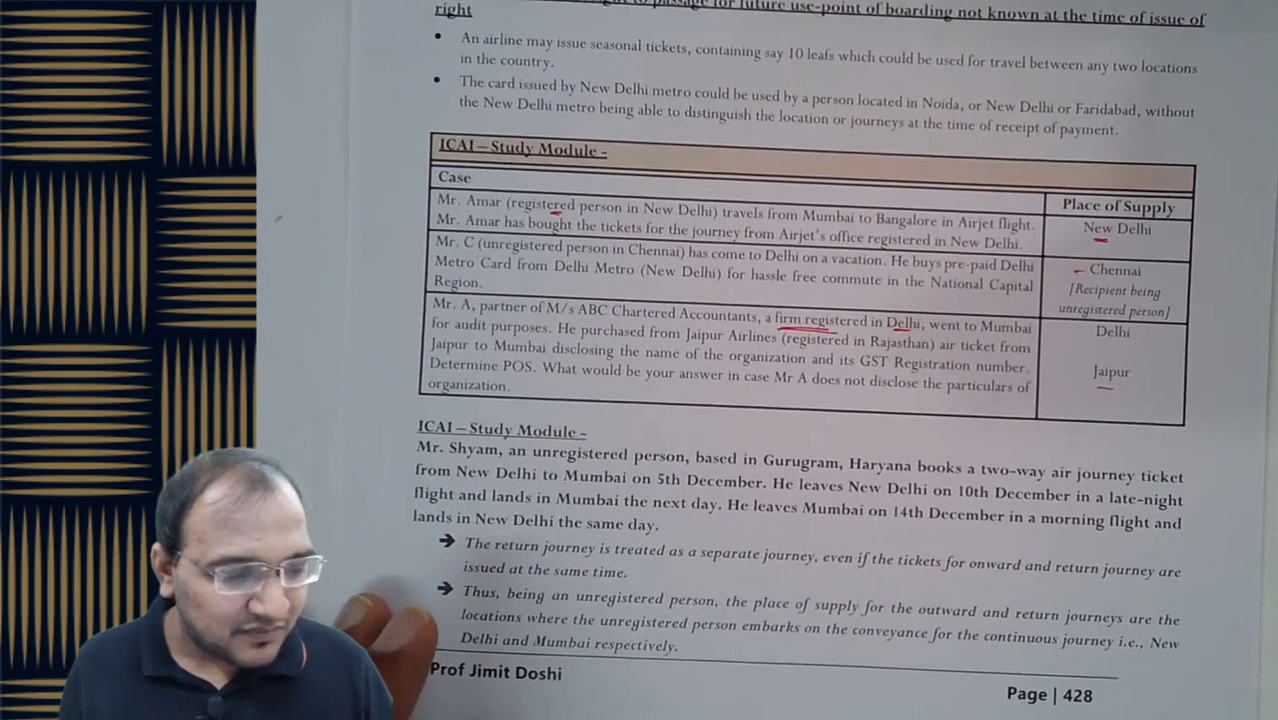 to passage for future use-point of boarding not known at the time of issue of
right
• An airline may issue seasonal tickets, containing say 10 leafs which could be used for travel between any two locations
in the country.
• The card issued by New Delhi metro could be used by a person located in Noida, or New Delhi or Faridabad, without
the New Delhi metro being able to distinguish the location or journeys at the time of receipt of payment.
ICAI – Study Module -
Case
Place of Supply
Mr. Amar (registered person in New Delhi) travels from Mumbai to Bangalore in Airjet flight.
Mr. Amar has bought the tickets for the journey from Airjet's office registered in New Delhi.
New Delhi
Mr. C (unregistered person in Chennai) has come to Delhi on a vacation. He buys pre-paid Delhi
Metro Card from Delhi Metro (New Delhi) for hassle free commute in the National Capital
Region.
Chennai
[Recipient being
unregistered person]
Mr. A, partner of M/s ABC Chartered Accountants, a firm registered in Delhi, went to Mumbai
for audit purposes. He purchased from Jaipur Airlines (registered in Rajasthan) air ticket from
Jaipur to Mumbai disclosing the name of the organization and its GST Registration number.
Determine POS. What would be your answer in case Mr A does not disclose the particulars of
organization.
Delhi
Jaipur
ICAI – Study Module -
Mr. Shyam, an unregistered person, based in Gurugram, Haryana books a two-way air journey ticket
from New Delhi to Mumbai on 5th December. He leaves New Delhi on 10th December in a late-night
flight and lands in Mumbai the next day. He leaves Mumbai on 14th December in a morning flight and
lands in New Delhi the same day.
➔ The return journey is treated as a separate journey, even if the tickets for onward and return journey are
issued at the same time.
➔ Thus, being an unregistered person, the place of supply for the outward and return journeys are the
locations where the unregistered person embarks on the conveyance for the continuous journey i.e., New
Delhi and Mumbai respectively.
Prof Jimit Doshi
Page | 428